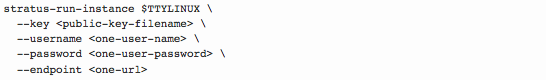 stratus-run-instance $TTYLINUX \
--key <public-key-filename> \
--username <one-user-name> \
--password <one-user-password> \
--endpoint <one-url>